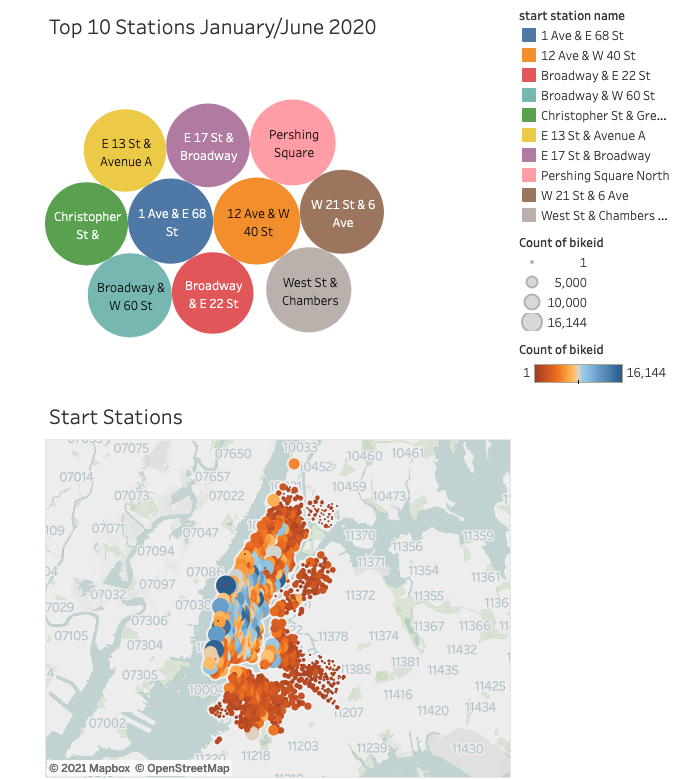 Top 10 Stations January/June 2020
E 13 St &
Avenue A
E 17 St &
Broadway
Pershing
Square
Christopher
St &
1 Ave & E 68
St
12 Ave & W
40 St
W 21 St & 6
Ave
Broadway &
W 60 St
Broadway
& E 22 St
West St &
Chambers
start station name
1 Ave & E 68 St
12 Ave & W 40 St
Broadway & E 22 St
Broadway & W 60 St
Christopher St & Gre...
E 13 St & Avenue A
E 17 St & Broadway
Pershing Square North
W 21 St & 6 Ave
West St & Chambers ...
Count of bikeid
1
5,000
10,000
16,144
Count of bikeid
1 16,144
Start Stations
07075
07650
10033
10460
10461
10452
07014
07657
10459
07073
07022
10473
07071
07047
11370
11359
07094
11356
11371
11354
07086
11361
07032
07097
11372
11355
07030
07029
07306
11367
11366
07105
07304
11378
11374
11381
11432
07305
11385
11435
11425
10004
11416
11434
11207
11420
07002
11203
11239
11430
11220
© 2021 Mapbox © OpenStreetMap